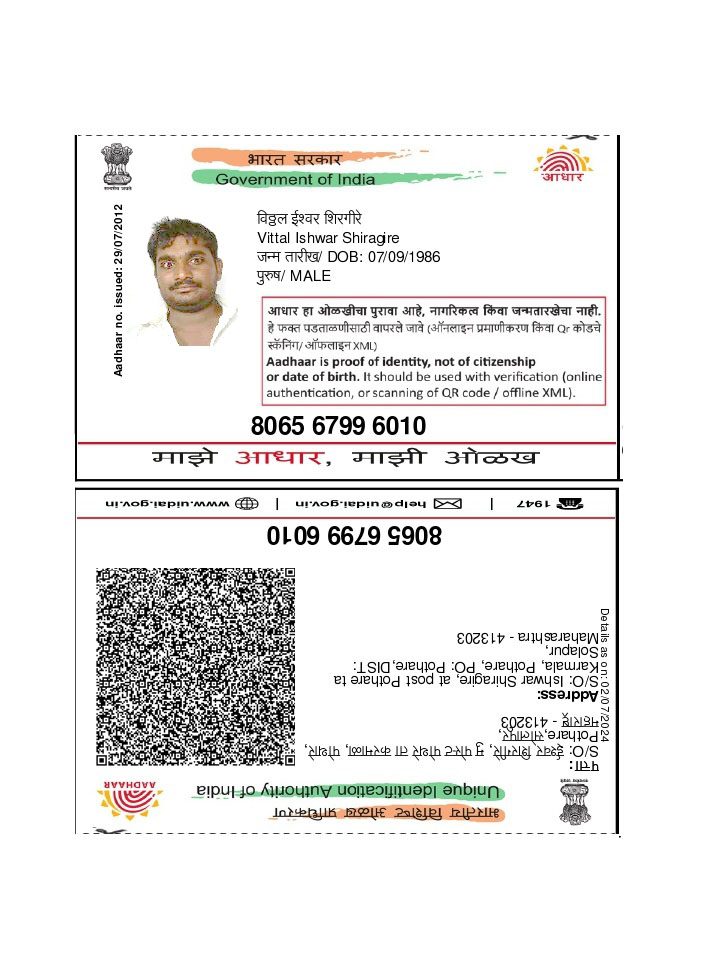 भारत सरकार
Government of India
आधार
Aadhaar no. issued: 29/07/2012
विठ्ठल ईश्वर शिरगीरे
Vittal Ishwar Shiragire
जन्म तारीख/ DOB: 07/09/1986
पुरुष/ MALE
आधार हा ओळखीचा पुरावा आहे, नागरिकत्व किंवा जन्मतारखेचा नाही.
हे फक्त पडताळणीसाठी वापरले जावे (ऑनलाइन प्रमाणीकरण किंवा Qr कोडचे
स्कॅनिंग/ ऑफलाइन XML)
Aadhaar is proof of identity, not of citizenship
or date of birth. It should be used with verification (online
authentication, or scanning of QR code / offline XML).
8065 6799 6010
माझे आधार, माझी ओळख
भारतीय विशिष्ट ओळख प्राधिकरण
Unique Identification Authority of India
AADHAAR
पत्ता:
S/O: ईश्वर शिरगीरे, मु पोस्ट पोथरे ता करमाळा, पोथरे,
Pothare,सोलापूर,
महाराष्ट्र - 413203
Address:
S/O: Ishwar Shiragire, at post Pothare ta
Karmala, Pothare, PO: Pothare,DIST:
Solapur,
Maharashtra - 413203
Details as on: 02/07/2024
8065 6799 6010
1947 | help@uidai.gov.in | www.uidai.gov.in